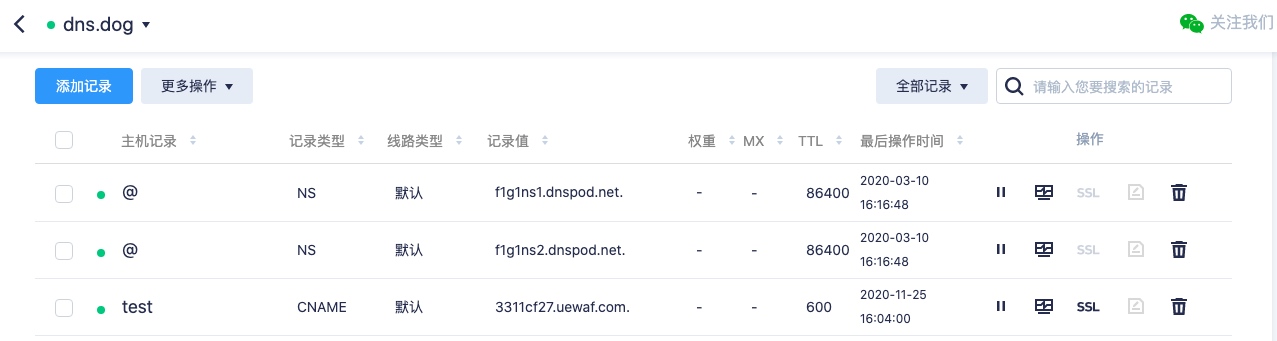 dns.dog
关注我们
添加记录 更多操作 全部记录 请输入您要搜索的记录
主机记录 记录类型 线路类型 记录值 权重 MX TTL 最后操作时间 操作
@ NS 默认 f1g1ns1.dnspod.net. - - 86400 2020-03-10 16:16:48 SSL
@ NS 默认 f1g1ns2.dnspod.net. - - 86400 2020-03-10 16:16:48 SSL
test CNAME 默认 3311cf27.uewaf.com. - - 600 2020-11-25 16:04:00 SSL